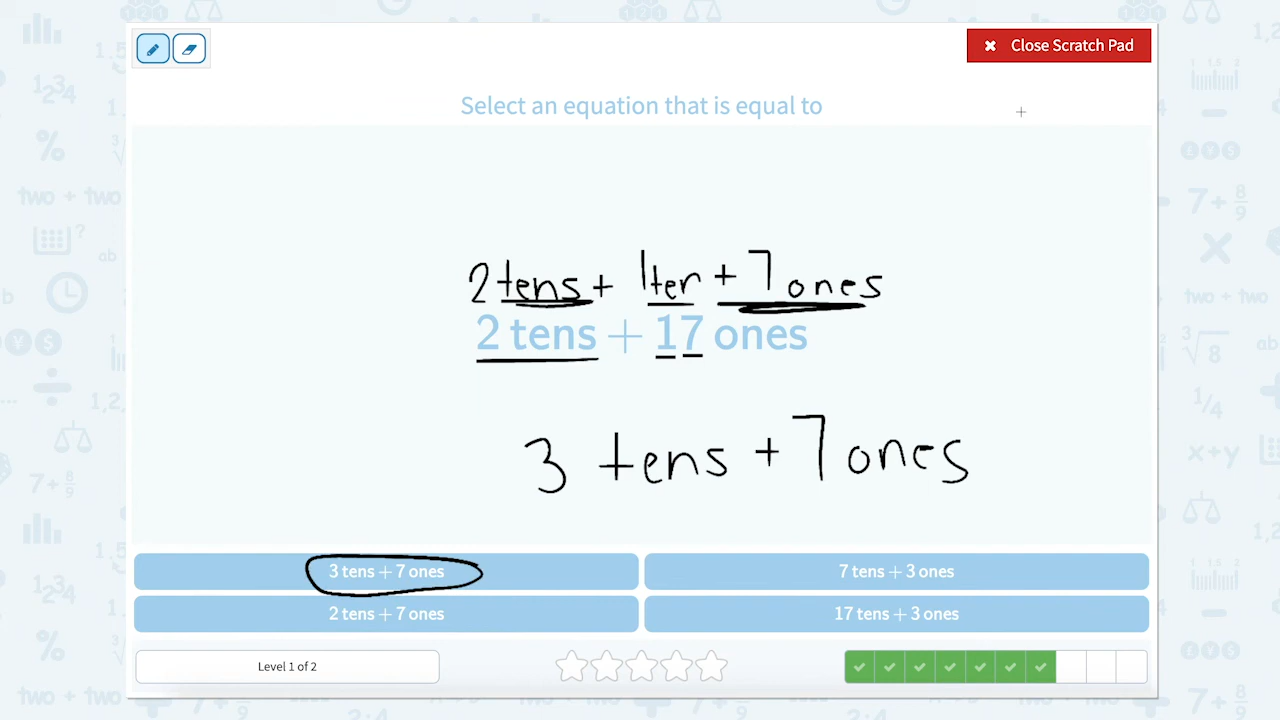 Close Scratch Pad
Select an equation that is equal to
2 tens + 1 ten + 7 ones
2 tens + 17 ones
3 tens + 7 ones
3 tens + 7 ones
7 tens + 3 ones
2 tens + 7 ones
17 tens + 3 ones
Level 1 of 2